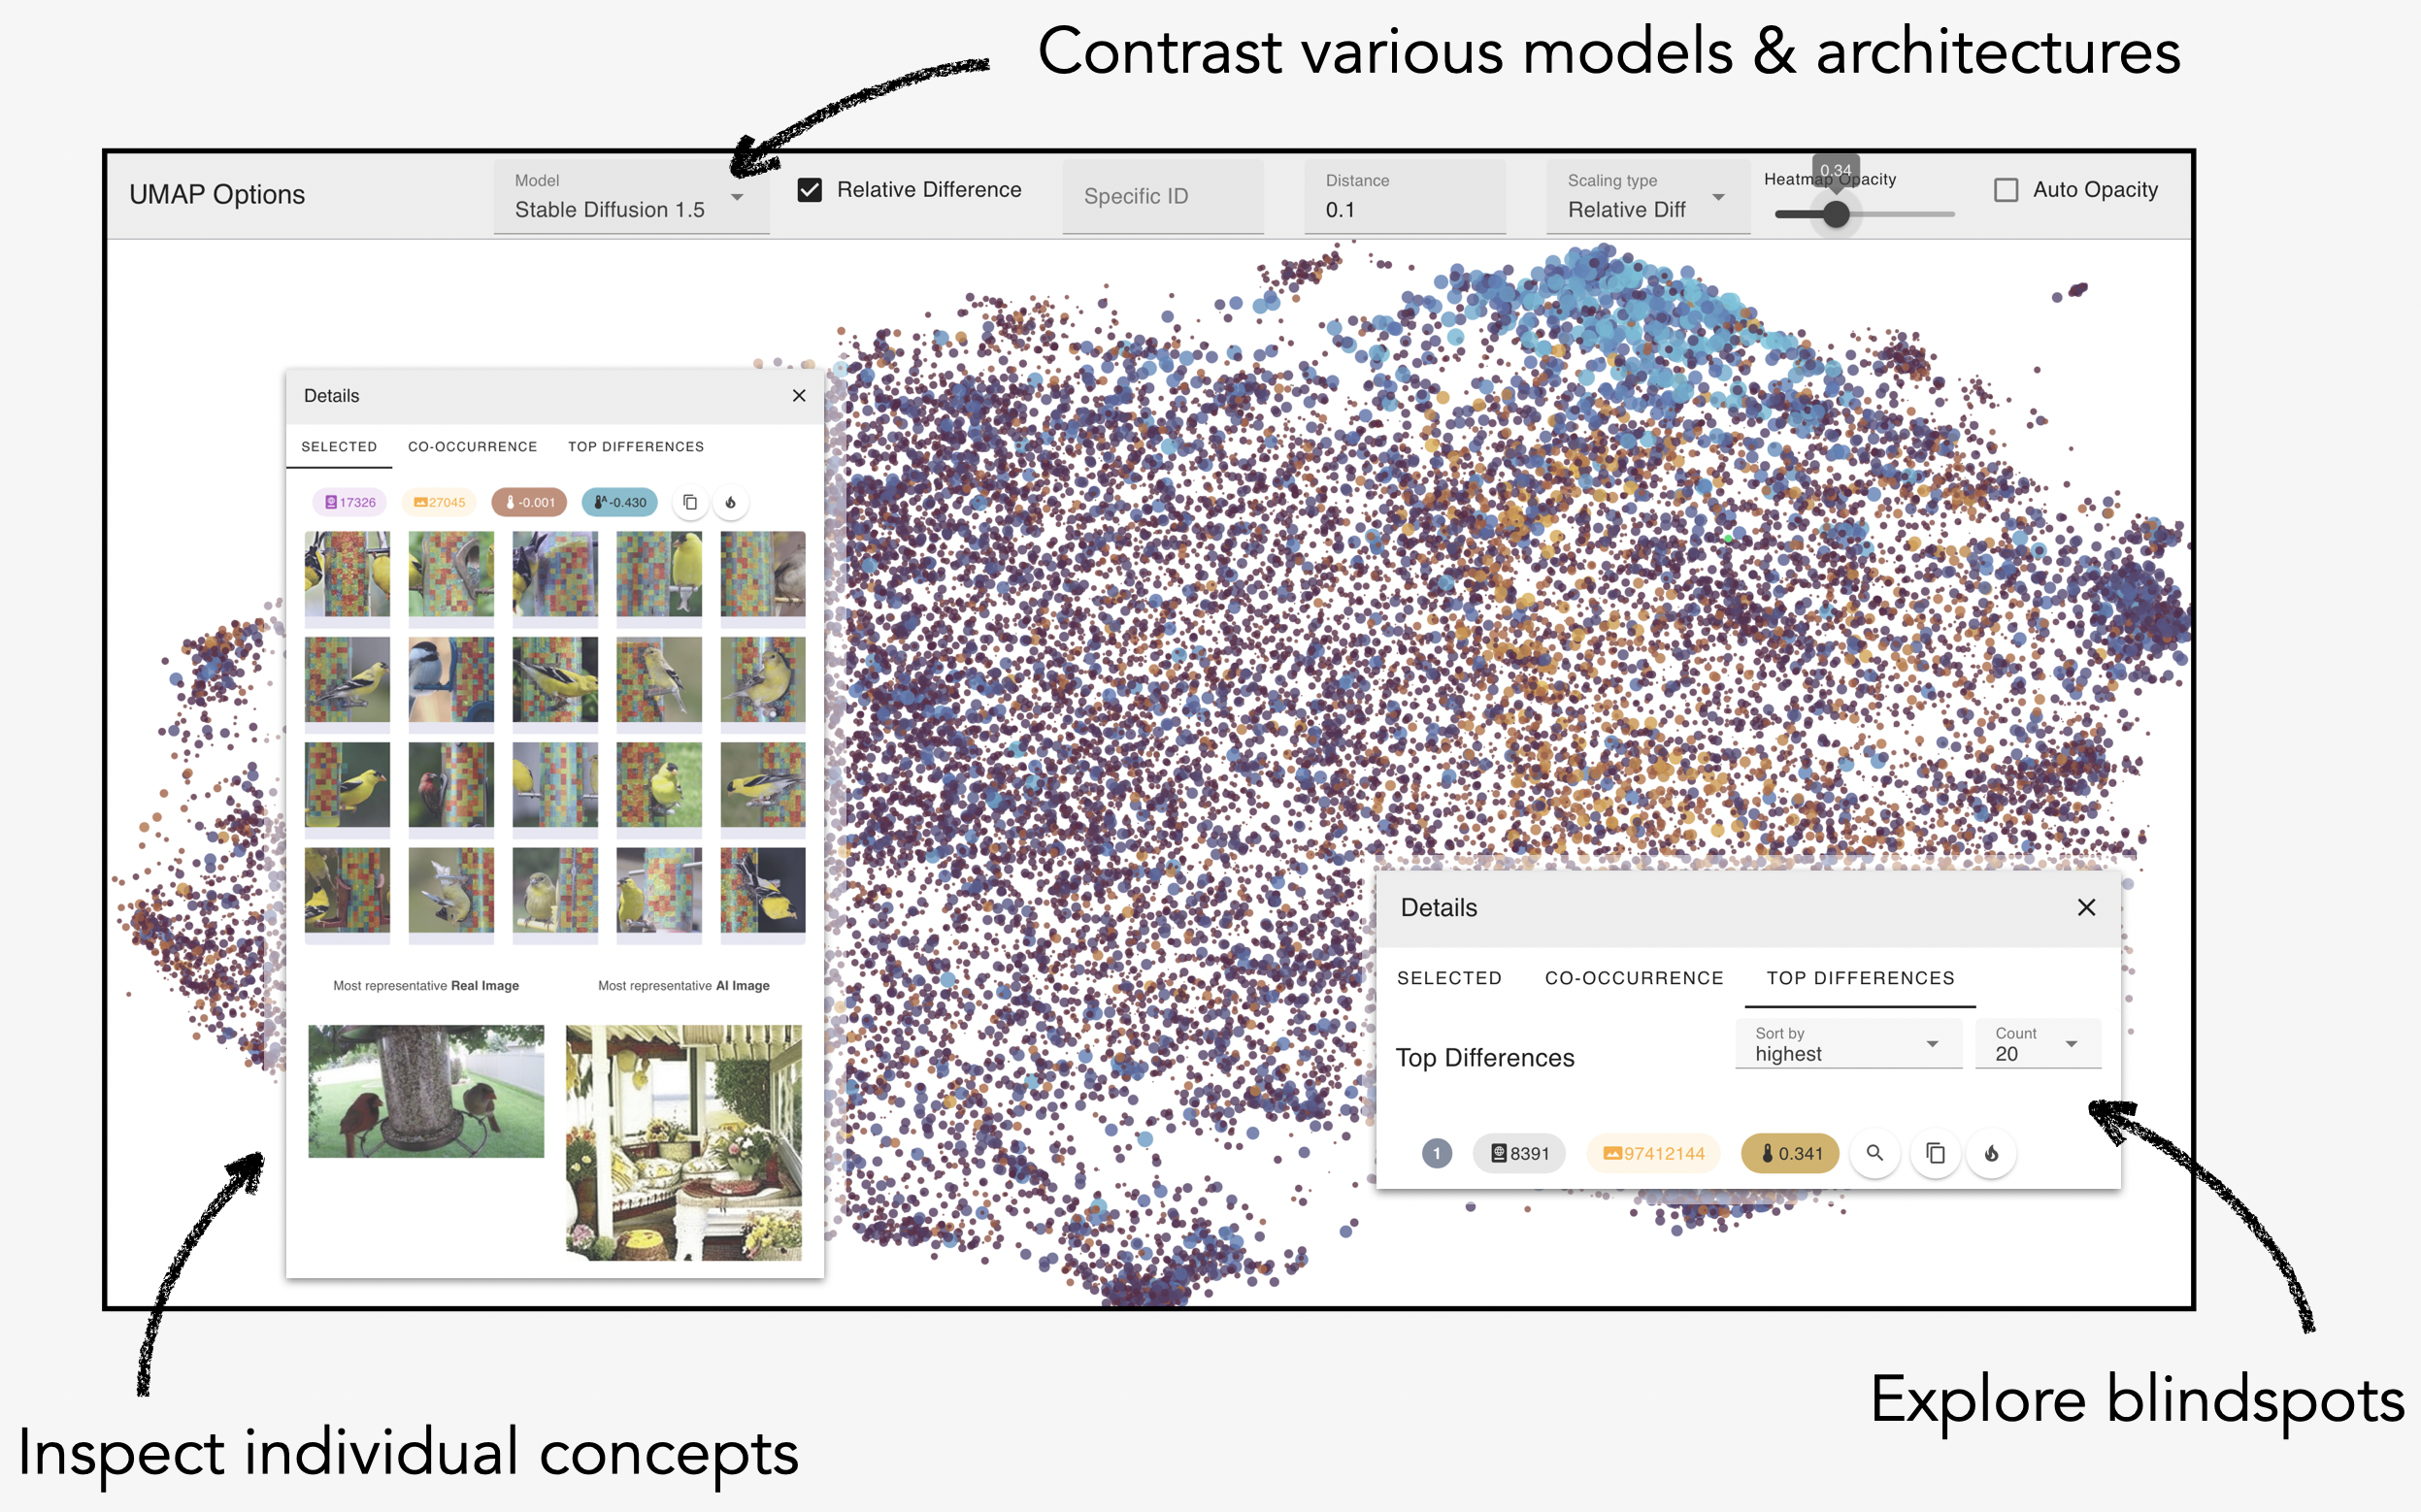 Contrast various models & architectures
UMAP Options
Model
Stable Diffusion 1.5
Relative Difference
Specific ID
Distance
0.1
Scaling type
Relative Diff
0.34
Heatmap Opacity
Auto Opacity
Details
SELECTED CO-OCCURRENCE TOP DIFFERENCES
17326 27045 -0.001 A -0.430
Most representative Real Image
Most representative AI Image
Details
SELECTED CO-OCCURRENCE TOP DIFFERENCES
Top Differences
Sort by
highest
Count
20
1 8391 97412144 0.341
Inspect individual concepts
Explore blindspots